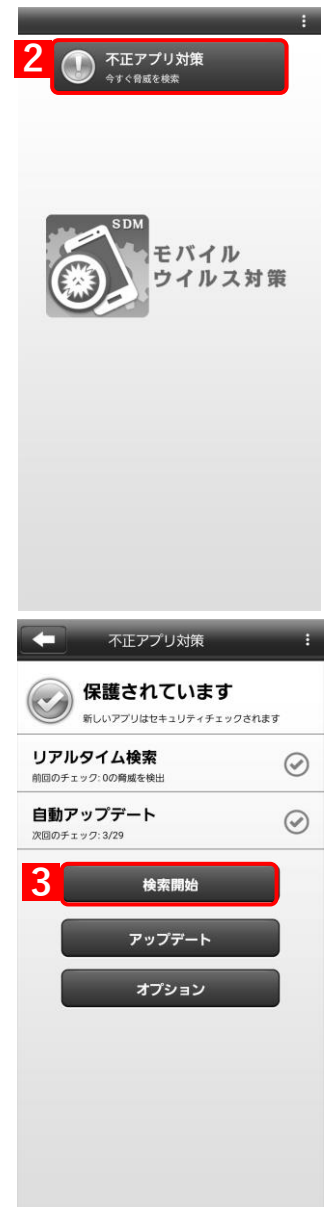 2
不正アプリ対策
今すぐ脅威を検索
SDM
モバイル
ウイルス対策
不正アプリ対策
保護されています
新しいアプリはセキュリティチェックされます
リアルタイム検索
前回のチェック: 0の脅威を検出
自動アップデート
次回のチェック: 3/29
3
検索開始
アップデート
オプション